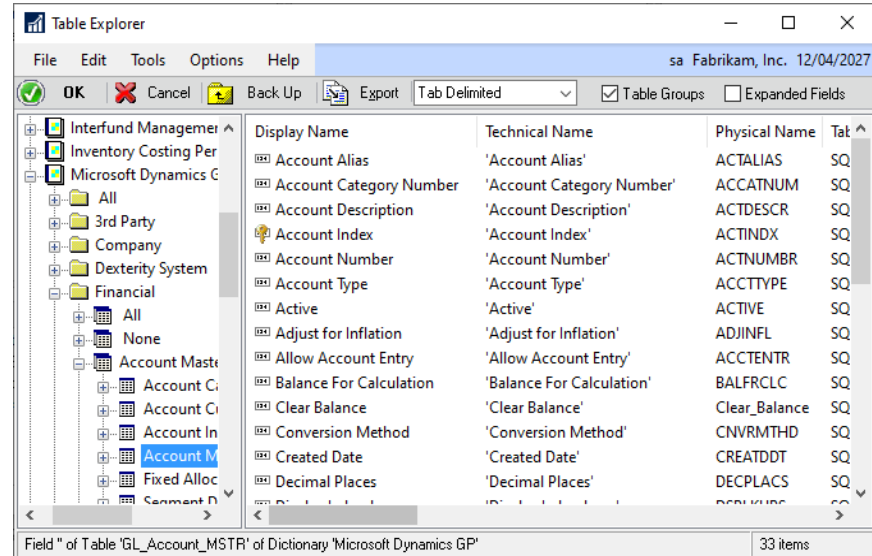 Table Explorer
File Edit Tools Options Help sa Fabrikam, Inc. 12/04/2027
OK Cancel Back Up Export Tab Delimited Table Groups Expanded Fields
Interfund Managemer
Inventory Costing Per
Microsoft Dynamics G
All
3rd Party
Company
Dexterity System
Financial
All
None
Account Maste
Account Ca
Account Cu
Account In
Account M
Fixed Alloc
Segment D
Display Name Technical Name Physical Name Tab
Account Alias 'Account Alias' ACTALIAS SQ
Account Category Number 'Account Category Number' ACCATNUM SQ
Account Description 'Account Description' ACTDESCR SQ
Account Index 'Account Index' ACTINDX SQ
Account Number 'Account Number' ACTNUMBR SQ
Account Type 'Account Type' ACCTTYPE SQ
Active 'Active' ACTIVE SQ
Adjust for Inflation 'Adjust for Inflation' ADJINFL SQ
Allow Account Entry 'Allow Account Entry' ACCTENTR SQ
Balance For Calculation 'Balance For Calculation' BALFRCLC SQ
Clear Balance 'Clear Balance' Clear_Balance SQ
Conversion Method 'Conversion Method' CNVRMTHD SQ
Created Date 'Created Date' CREATDDT SQ
Decimal Places 'Decimal Places' DECPLACS SQ
Field '' of Table 'GL_Account_MSTR' of Dictionary 'Microsoft Dynamics GP' 33 items